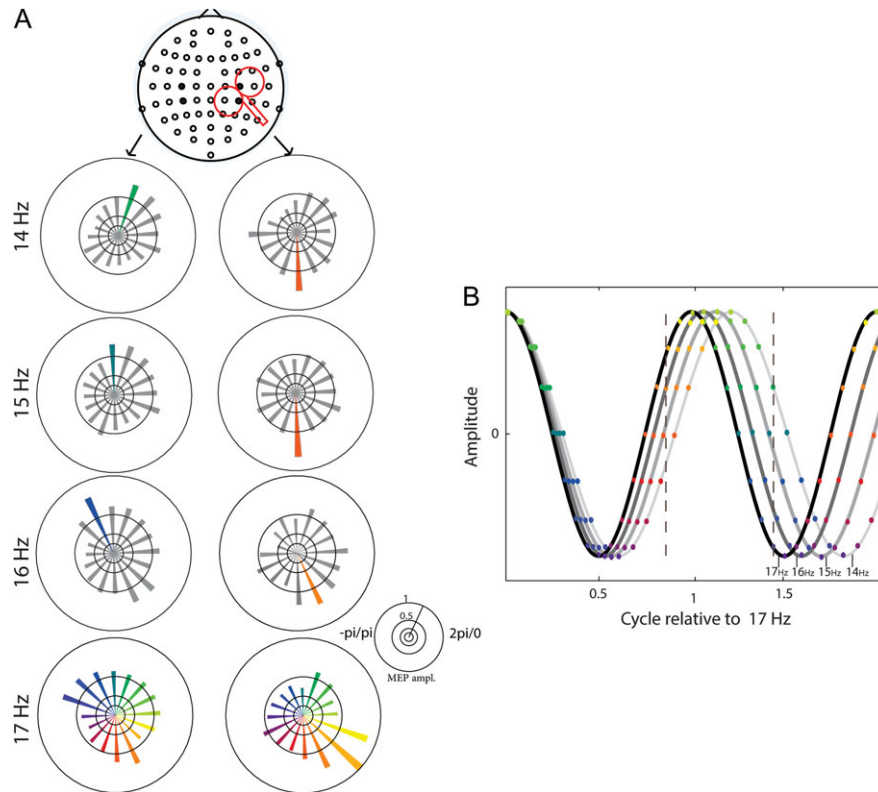 A
14 Hz
15 Hz
16 Hz
17 Hz
1
0.5
-pi/pi
2pi/0
MEP ampl.
B
Amplitude
0
17Hz 16Hz 15Hz 14Hz
0.5 1 1.5
Cycle relative to 17 Hz